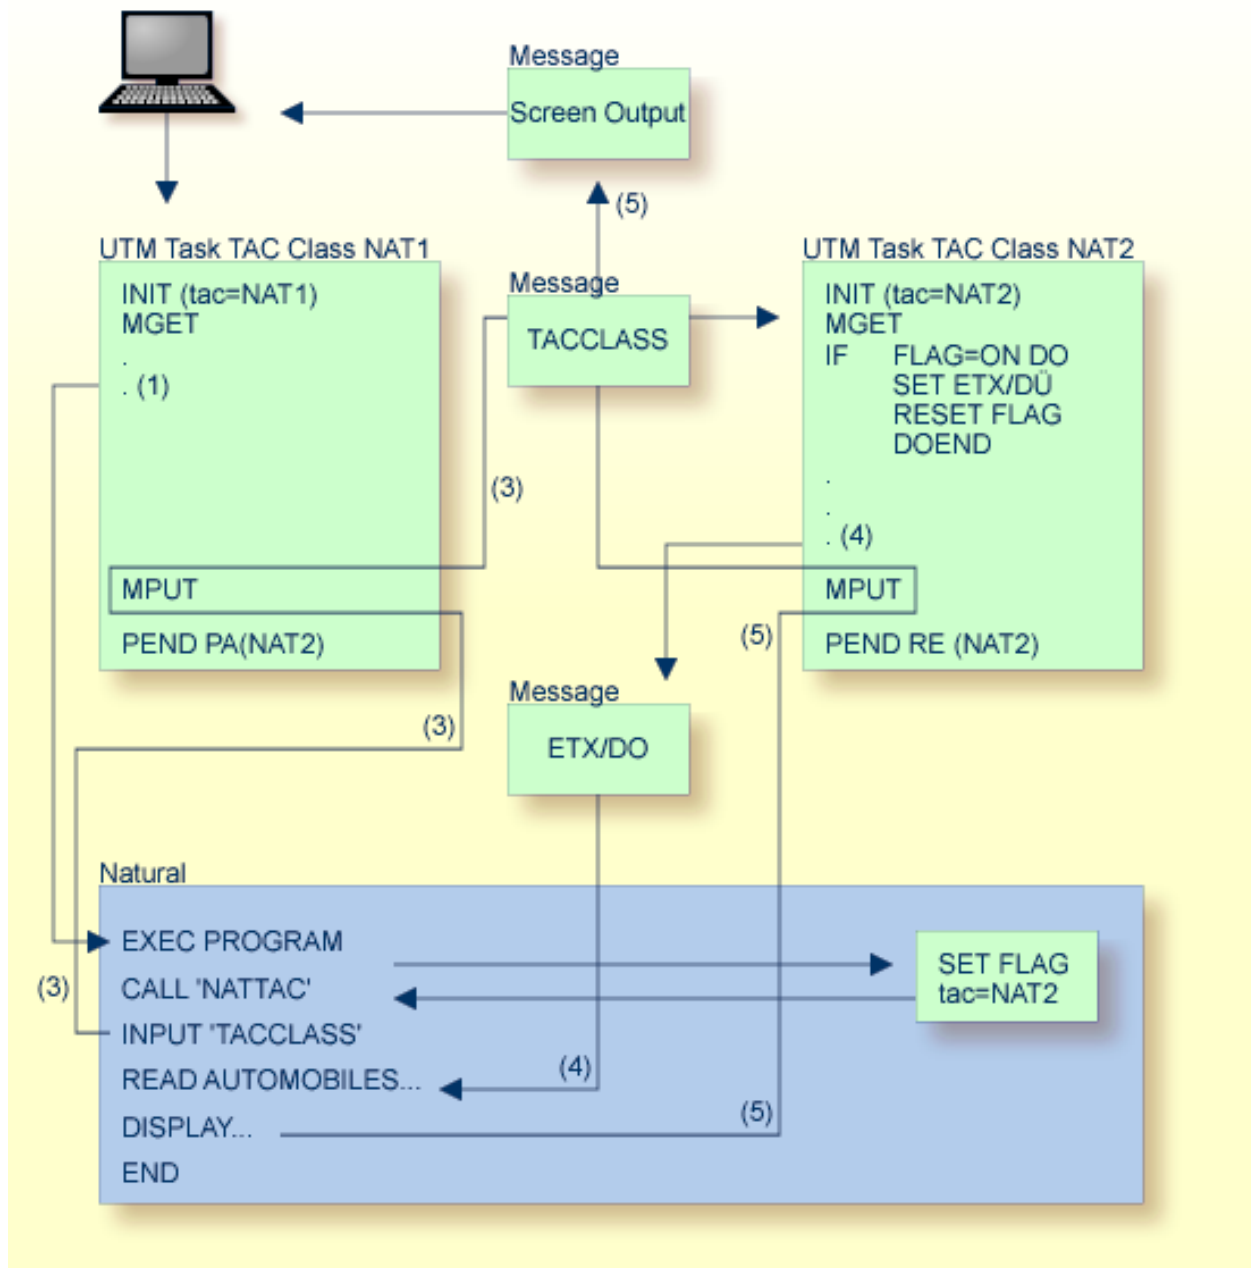 Message
Screen Output
(5)
UTM Task TAC Class NAT1
INIT (tac=NAT1)
MGET
.
. (1)
MPUT
PEND PA(NAT2)
Message
TACCLASS
(3)
UTM Task TAC Class NAT2
INIT (tac=NAT2)
MGET
IF FLAG=ON DO
SET ETX/DÜ
RESET FLAG
DOEND
.
.
. (4)
MPUT
PEND RE (NAT2)
(5)
(3)
Message
ETX/DO
Natural
EXEC PROGRAM
CALL 'NATTAC'
INPUT 'TACCLASS'
READ AUTOMOBILES...
DISPLAY...
END
(3)
(4)
(5)
SET FLAG
tac=NAT2